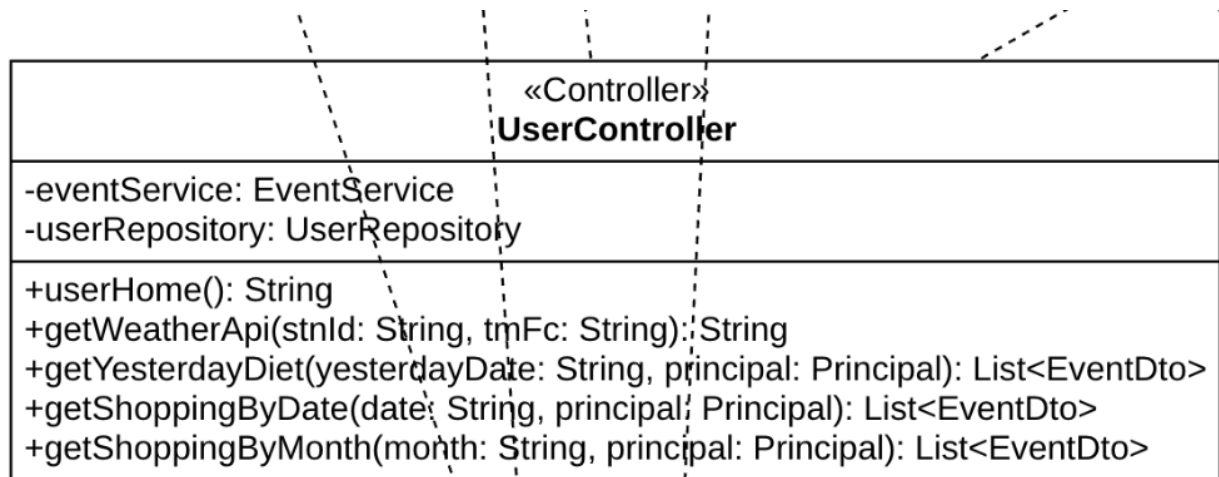 «Controller»
UserController
-eventService: EventService
-userRepository: UserRepository
+userHome(): String
+getWeatherApi(stnId: String, tmFc: String): String
+getYesterdayDiet(yesterdayDate: String, principal: Principal): List<EventDto>
+getShoppingByDate(date: String, principal: Principal): List<EventDto>
+getShoppingByMonth(month: String, principal: Principal): List<EventDto>